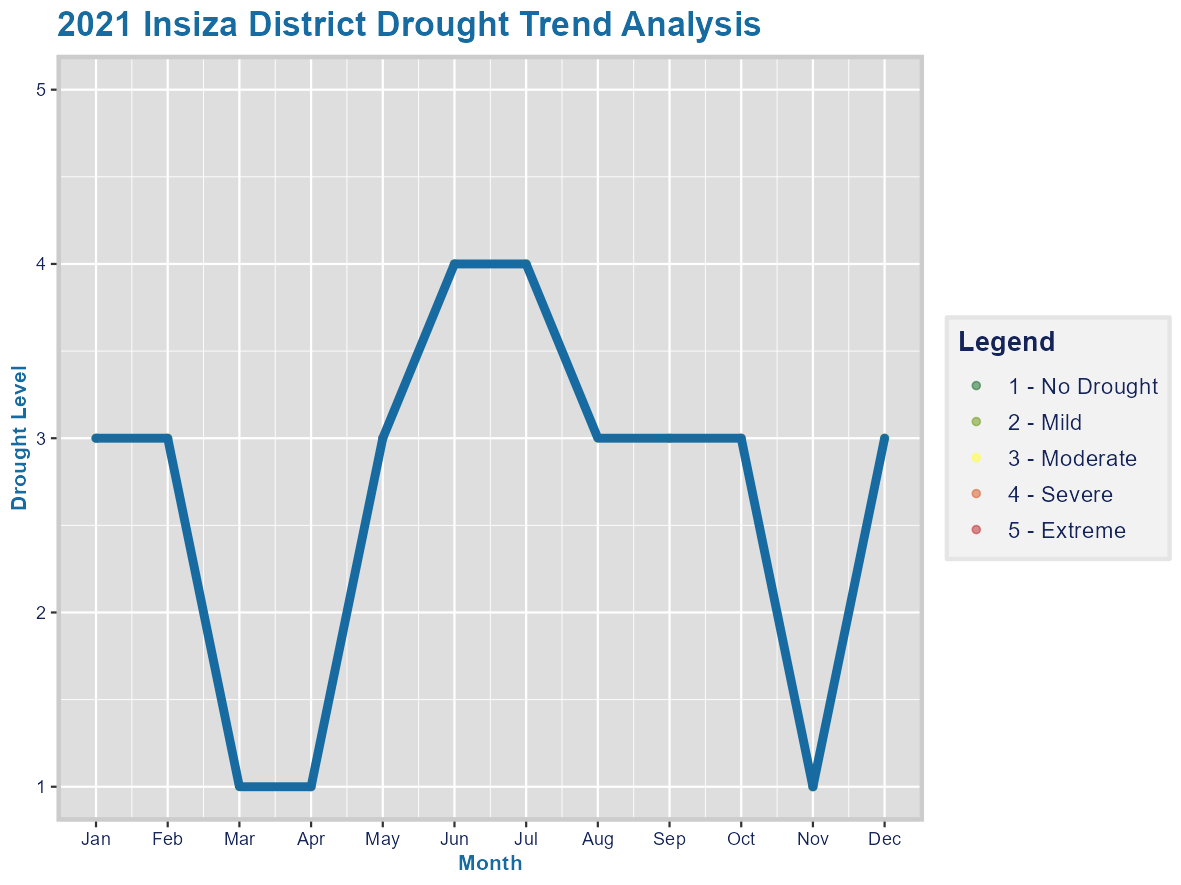 2021 Insiza District Drought Trend Analysis
5
4
3
2
1
Drought Level
Jan Feb Mar Apr May Jun Jul Aug Sep Oct Nov Dec
Month
Legend
1 - No Drought
2 - Mild
3 - Moderate
4 - Severe
5 - Extreme